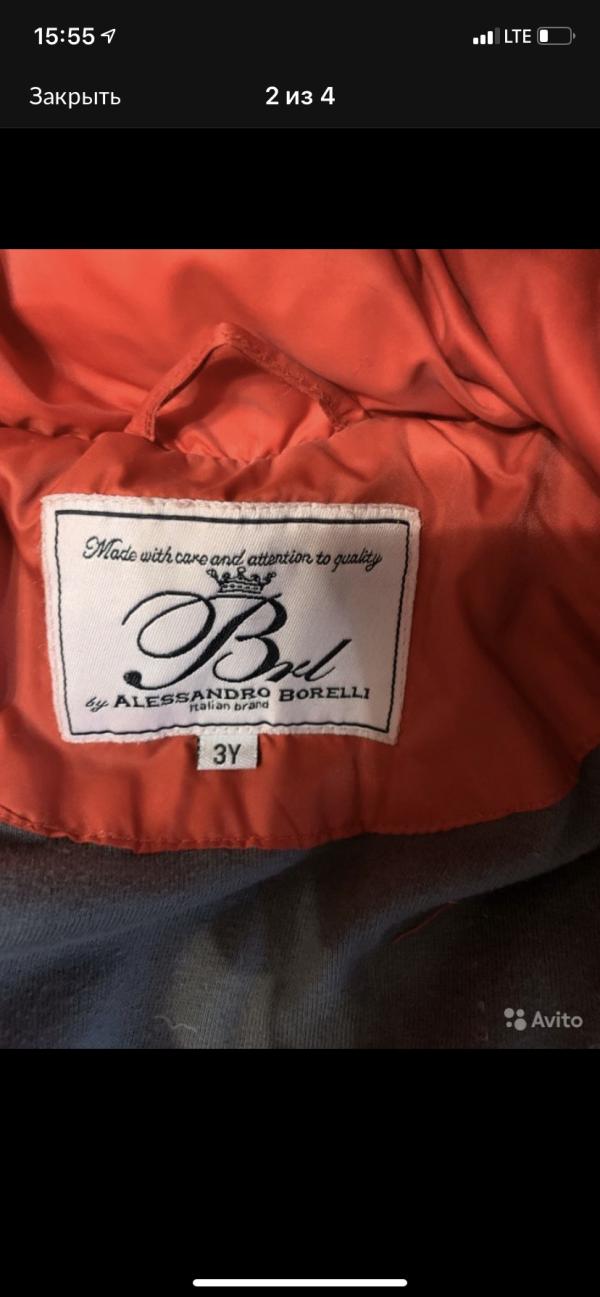 15:55
LTE
Закрыть
2 из 4
Made with care and attention to quality
Brl
by ALESSANDRO BORELLI
Italian brand
3Y
Avito